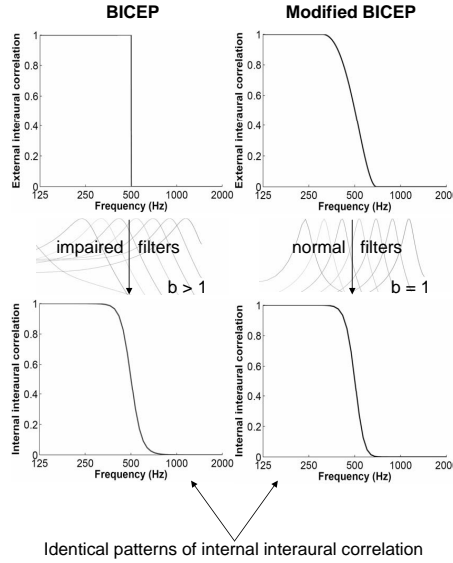 BICEP
Modified BICEP
External interaural correlation
1
0.8
0.6
0.4
0.2
0
125 250 500 1000 2000
Frequency (Hz)
External interaural correlation
1
0.8
0.6
0.4
0.2
0
125 250 500 1000 2000
Frequency (Hz)
impaired filters
b > 1
normal filters
b = 1
Internal interaural correlation
1
0.8
0.6
0.4
0.2
0
125 250 500 1000 2000
Frequency (Hz)
Internal interaural correlation
1
0.8
0.6
0.4
0.2
0
125 250 500 1000 2000
Frequency (Hz)
Identical patterns of internal interaural correlation